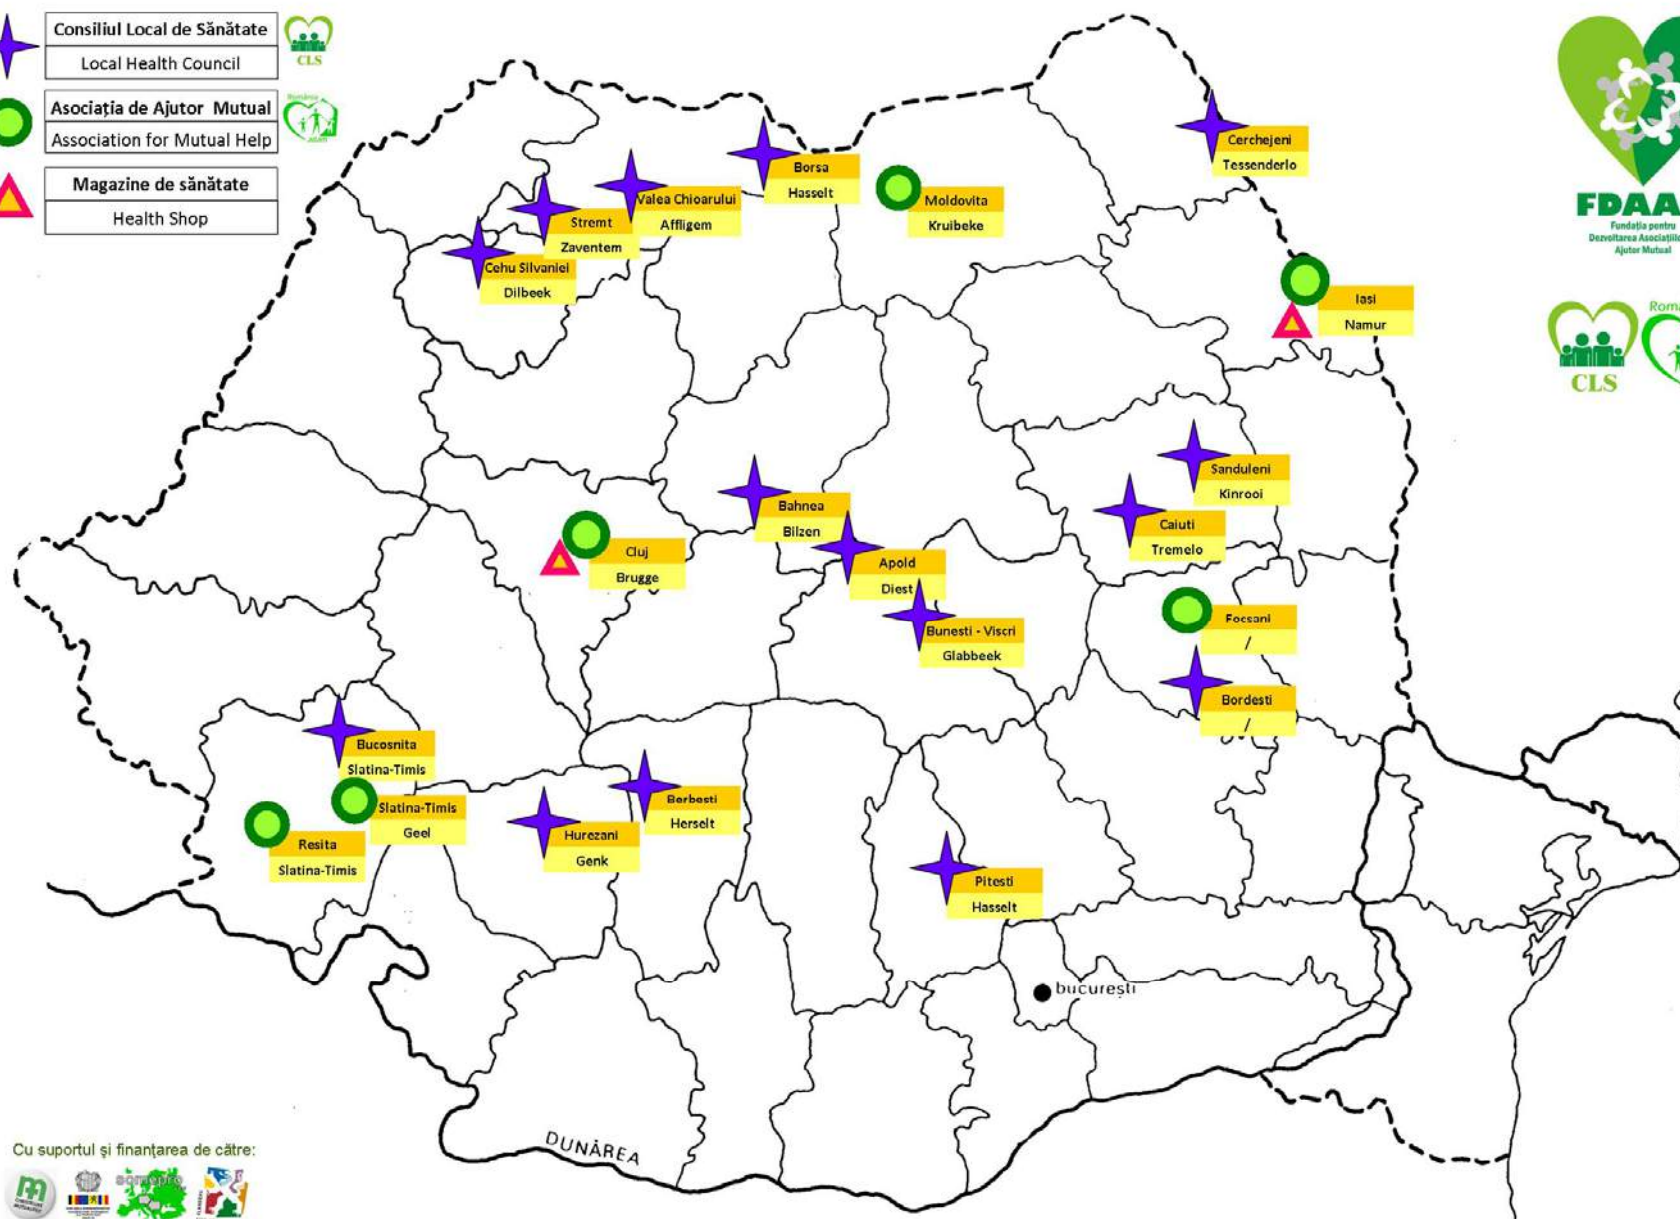 Consiliul Local de Sănătate
Local Health Council
CLS
Asociația de Ajutor Mutual
Association for Mutual Help
România
Magazine de sănătate
Health Shop
FDAA
Fundația pentru
Dezvoltarea Asociațiilo
Ajutor Mutual
Româ
CLS
Cerchejeni
Tessenderlo
Borsa
Hasselt
Valea Chioarului
Affligem
Moldovita
Kruibeke
Stremt
Zaventem
Cehu Silvaniei
Dilbeek
Iasi
Namur
Sanduleni
Kinrooi
Bahnea
Bilzen
Caiuti
Tremelo
Cluj
Brugge
Apold
Diest
Focsani
/
Bunesti - Viscri
Glabbeek
Bordesti
/
Bucosnita
Slatina-Timis
Slatina-Timis
Geel
Berbesti
Herselt
Hurezani
Genk
Resita
Slatina-Timis
Pitesti
Hasselt
bucurești
DUNĂREA
Cu suportul și finanțarea de către: